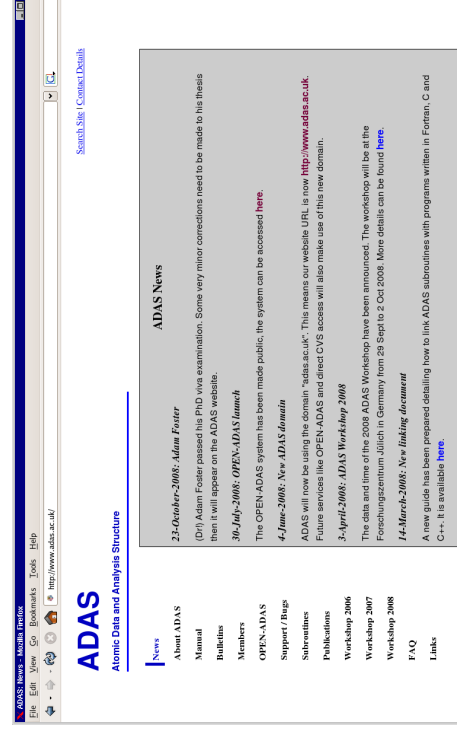 ADAS: News - Mozilla Firefox
File Edit View Go Bookmarks Tools Help
http://www.adas.ac.uk/
Search Site | Contact Details
ADAS
Atomic Data and Analysis Structure
News
About ADAS
Manual
Bulletins
Members
OPEN-ADAS
Support / Bugs
Subroutines
Publications
Workshop 2006
Workshop 2007
Workshop 2008
FAQ
Links
ADAS News
23-October-2008: Adam Foster
(Dr!) Adam Foster passed his PhD viva examination. Some very minor corrections need to be made to his thesis
then it will appear on the ADAS website.
30-July-2008: OPEN-ADAS launch
The OPEN-ADAS system has been made public, the system can be accessed here.
4-June-2008: New ADAS domain
ADAS will now be using the domain "adas.ac.uk". This means our website URL is now http://www.adas.ac.uk.
Future services like OPEN-ADAS and direct CVS access will also make use of this new domain.
3-April-2008: ADAS Workshop 2008
The data and time of the 2008 ADAS Workshop have been announced. The workshop will be at the
Forschungszentrum Jülich in Germany from 29 Sept to 2 Oct 2008. More details can be found here.
14-March-2008: New linking document
A new guide has been prepared detailing how to link ADAS subroutines with programs written in Fortran, C and
C++. It is available here.